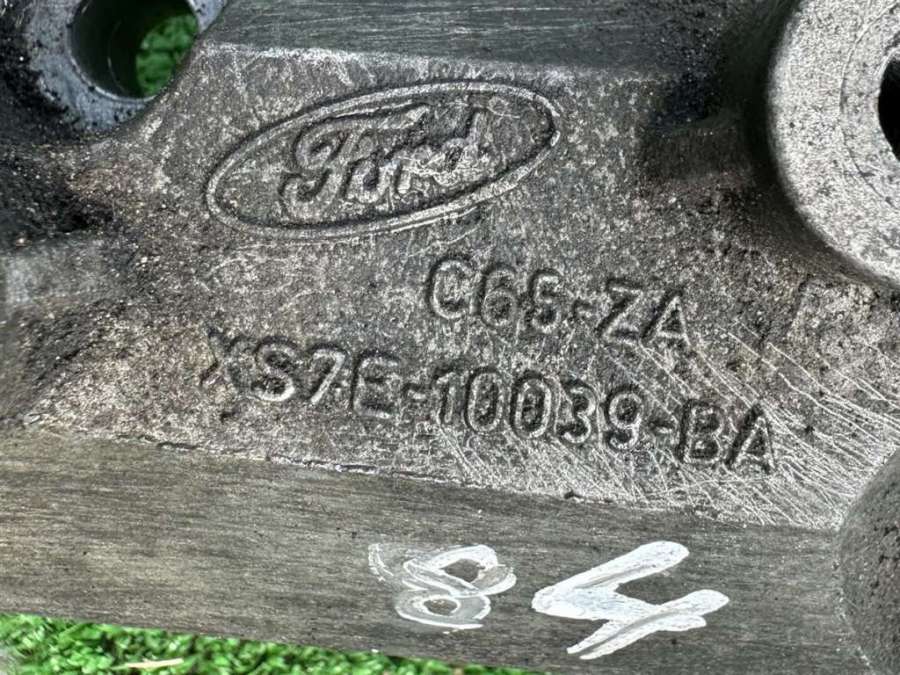 Ford
C65-ZA
XS7E-10039-BA
84